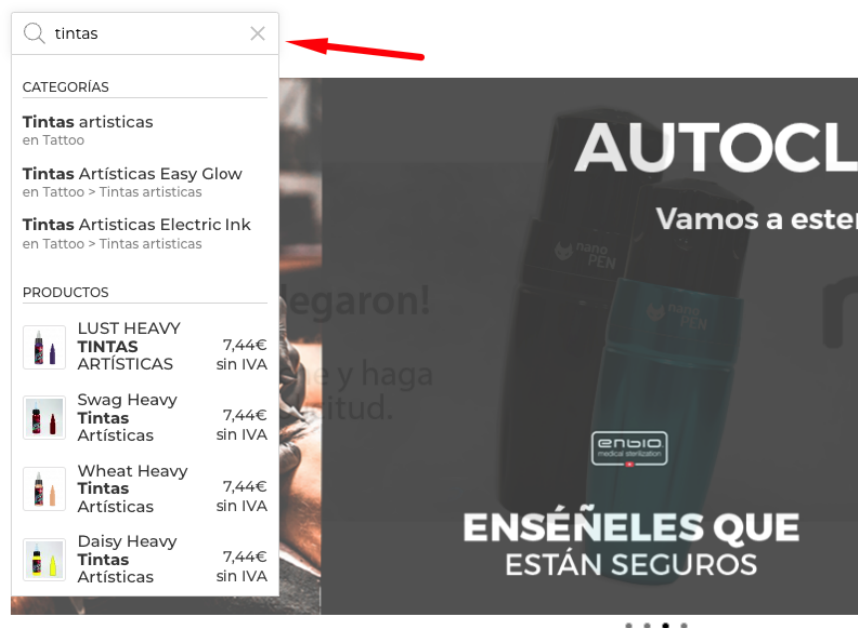 tintas
CATEGORÍAS
Tintas artisticas
en Tattoo
Tintas Artísticas Easy Glow
en Tattoo > Tintas artisticas
Tintas Artisticas Electric Ink
en Tattoo > Tintas artisticas
PRODUCTOS
LUST HEAVY
TINTAS
ARTÍSTICAS
7,44€
sin IVA
Swag Heavy
Tintas
Artísticas
7,44€
sin IVA
Wheat Heavy
Tintas
Artísticas
7,44€
sin IVA
Daisy Heavy
Tintas
Artísticas
7,44€
sin IVA
AUTOCL
Vamos a ester
nano
PEN
nano
PEN
legaron!
y haga
itud.
enbio
medical sterilization
ENSÉÑELES QUE
ESTÁN SEGUROS